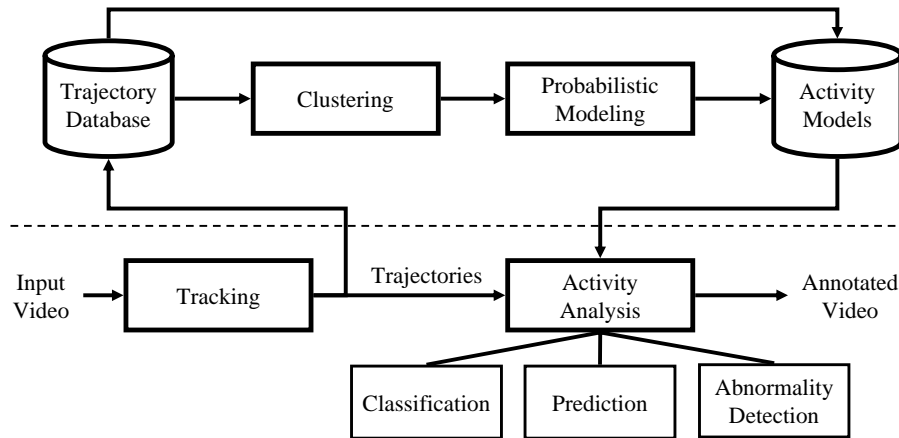 Trajectory
Database
Clustering
Probabilistic
Modeling
Activity
Models
Input
Video
Tracking
Trajectories
Activity
Analysis
Annotated
Video
Classification
Prediction
Abnormality
Detection